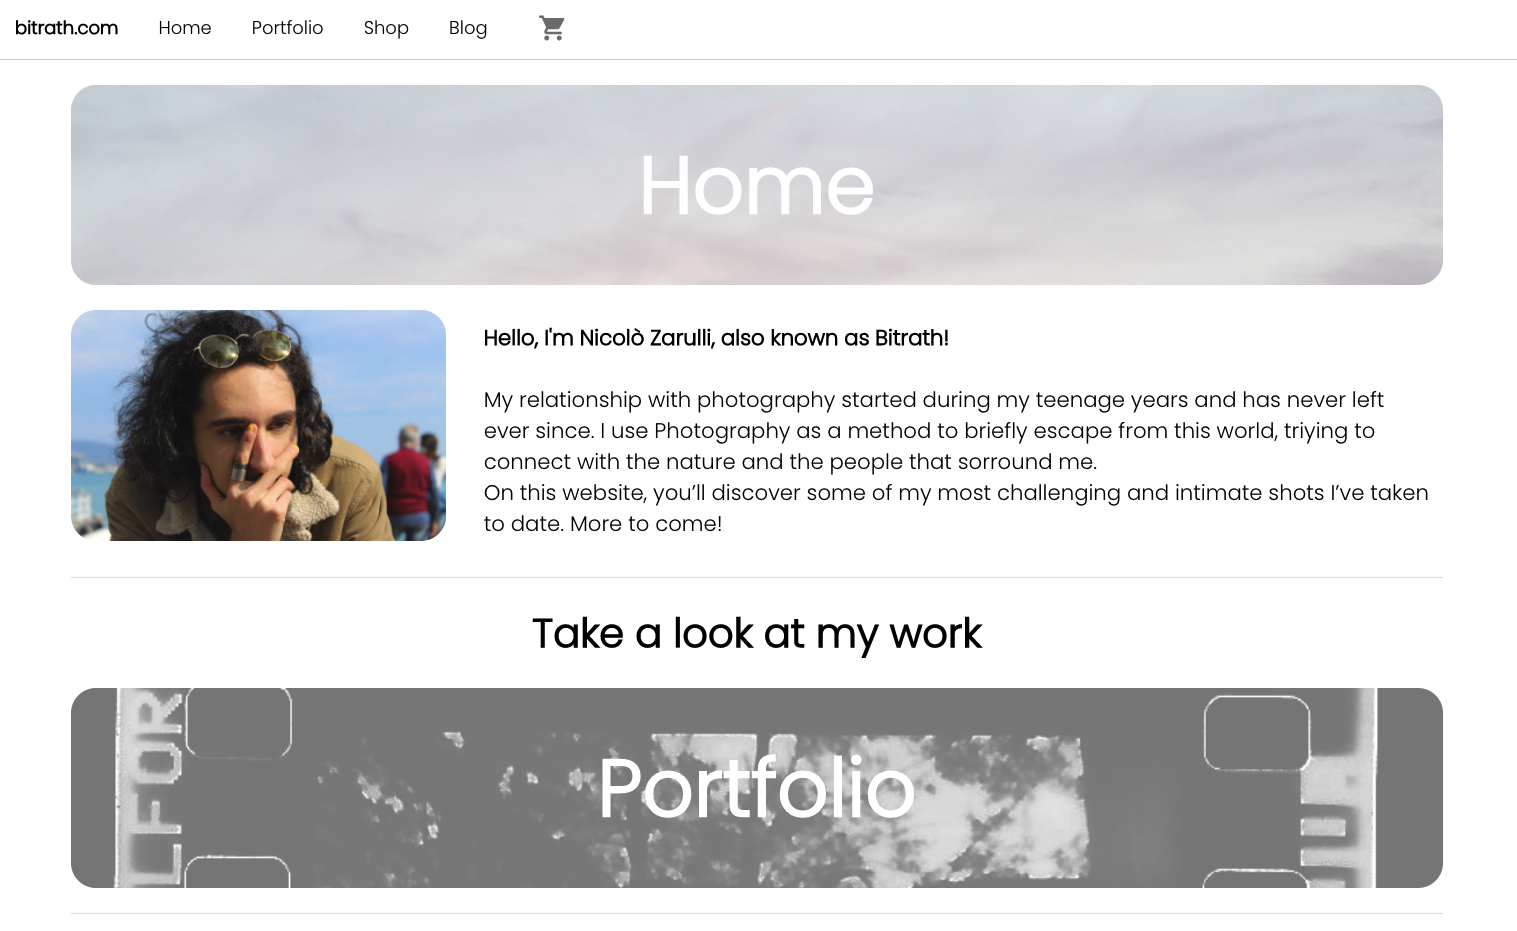 bitrath.com Home Portfolio Shop Blog
Home
Hello, I'm Nicolò Zarulli, also known as Bitrath!
My relationship with photography started during my teenage years and has never left
ever since. I use Photography as a method to briefly escape from this world, triying to
connect with the nature and the people that sorround me.
On this website, you’ll discover some of my most challenging and intimate shots I’ve taken
to date. More to come!
Take a look at my work
Portfolio
LFOR